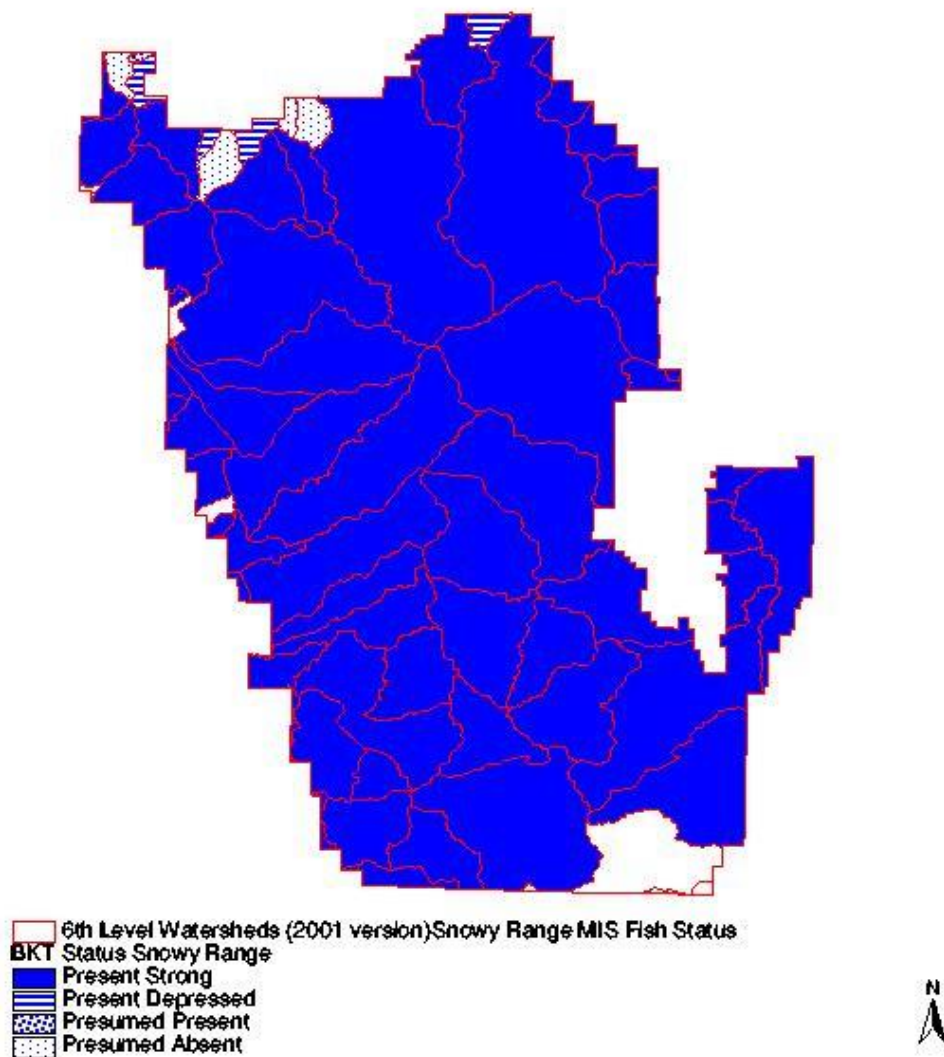 6th Level Watersheds (2001 version)Snowy Range MIS Fish Status
BKT Status Snowy Range
Present Strong
Present Depressed
Presumed Present
Presumed Absent
N